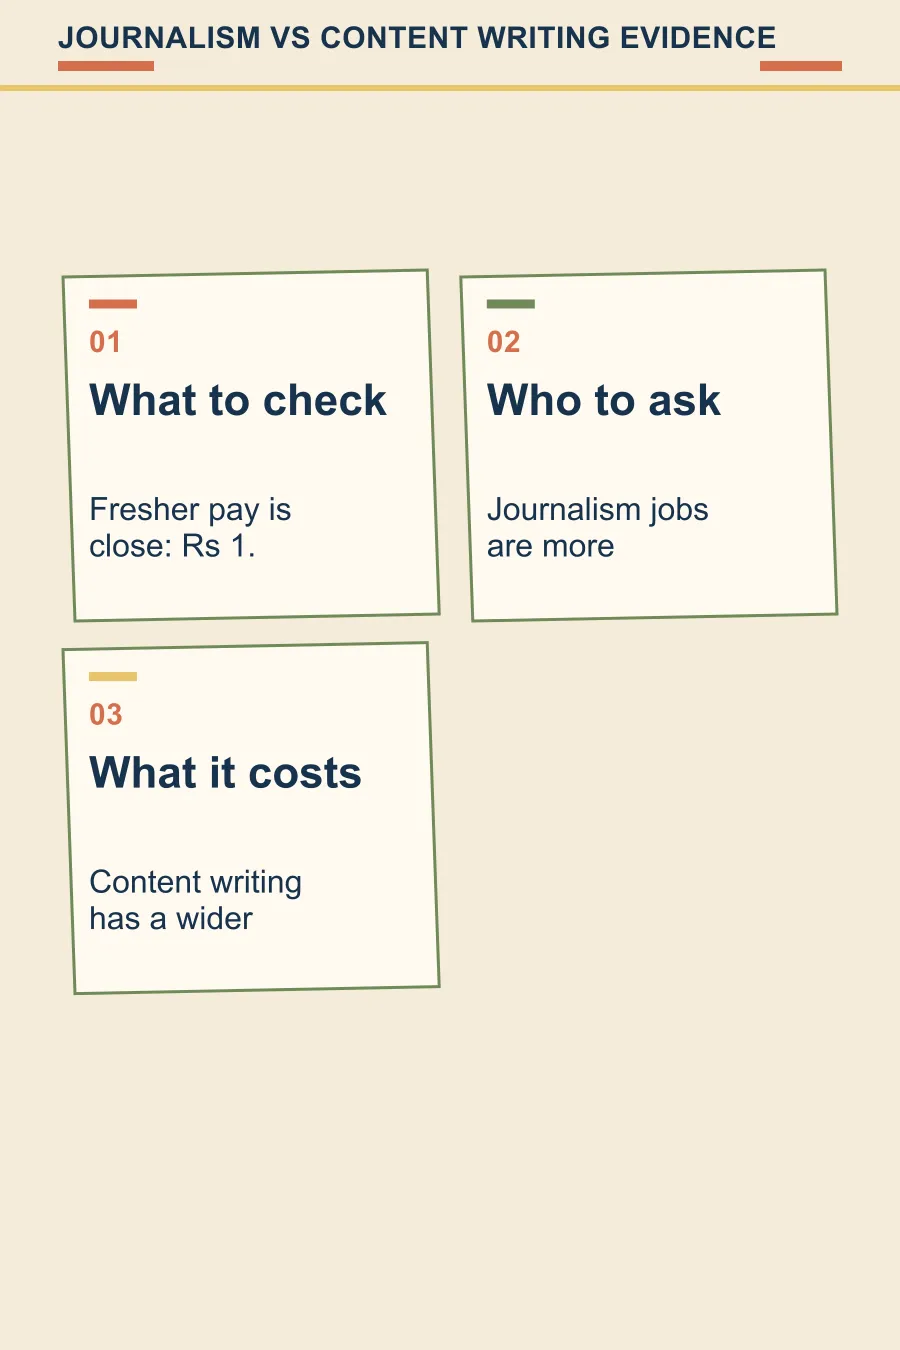 JOURNALISM VS CONTENT WRITING EVIDENCE
01
What to check
Fresher pay is
close: Rs 1.
02
Who to ask
Journalism jobs
are more
03
What it costs
Content writing
has a wider